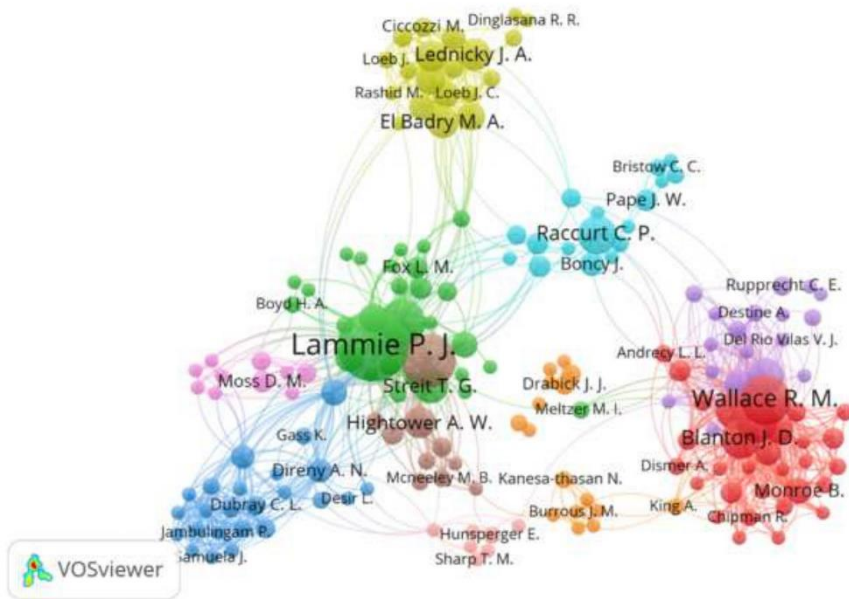 Dinglasana R. R.
Ciccozzi M.
Lednicky J. A.
Loeb J.
Rashid M.
Loeb J. C.
El Badry M. A.
Bristow C. C.
Pape J. W.
Raccurt C. P.
Boncy J.
Fox L. M.
Boyd H. A.
Rupprecht C. E.
Destine A.
Del Rio Vilas V. J.
Andrecy L. L.
Lammie P. J.
Moss D. M.
Streit T. G.
Drabick J. J.
Meltzer M. I.
Wallace R. M.
Hightower A. W.
Blanton J. D.
Gass K.
Direny A. N.
Mcneeley M. B.
Kanesa-thasan N.
Dismer A.
Desir L.
Monroe B.
Dubray C. L.
King A.
Burrous J. M.
Chipman R.
Jambulingam P.
Hunsperger E.
Samuela J.
Sharp T. M.
VOSviewer